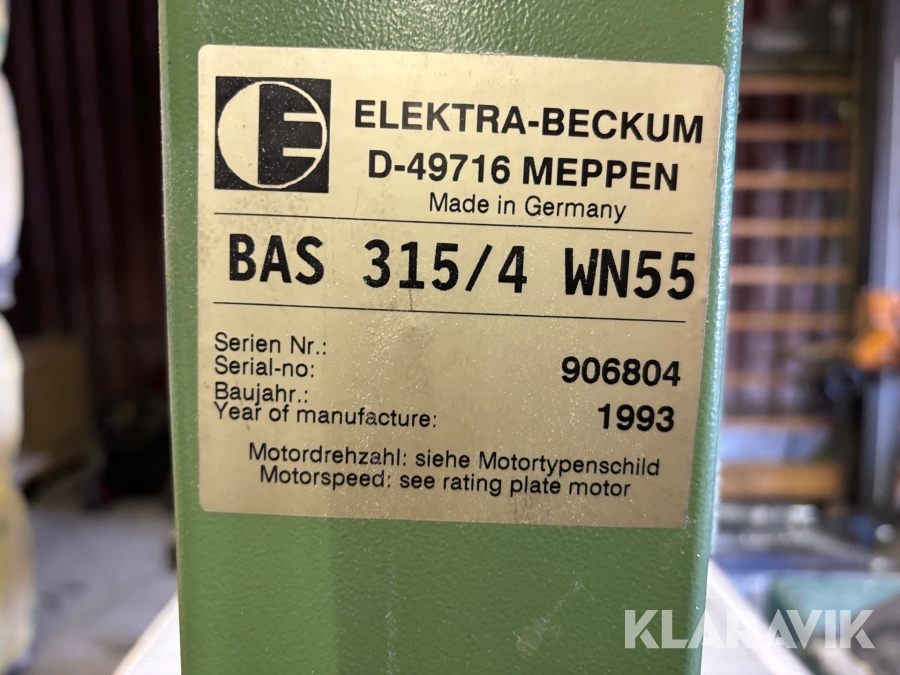 E
ELEKTRA-BECKUM
D-49716 MEPPEN
Made in Germany
BAS 315/4 WN55
Serien Nr.:
Serial-no: 906804
Baujahr.:
Year of manufacture: 1993
Motordrehzahl: siehe Motortypenschild
Motorspeed: see rating plate motor
KLARAVIK